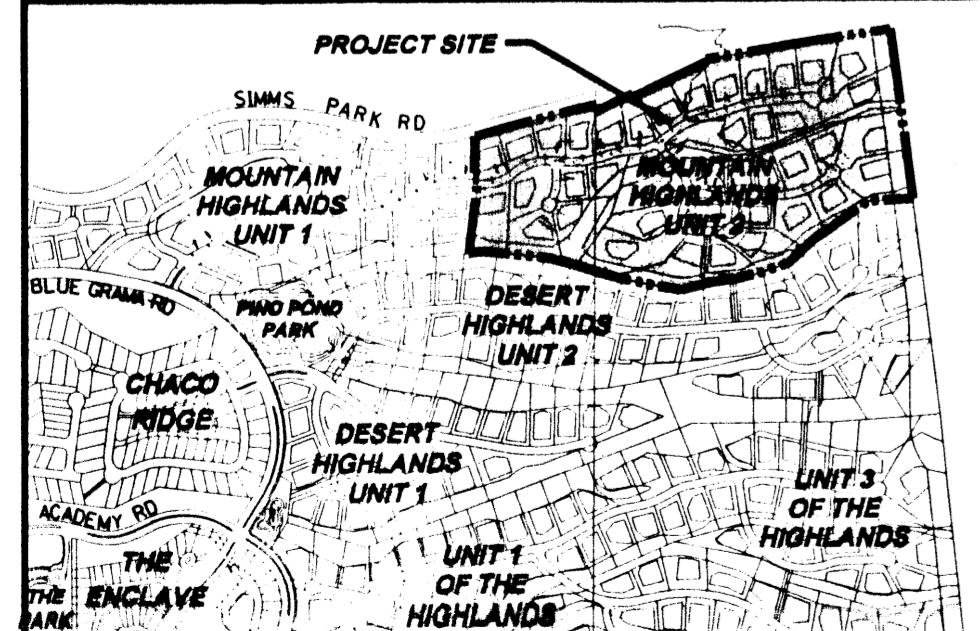 PROJECT SITE
SIMMS PARK RD
MOUNTAIN
HIGHLANDS
UNIT 1
MOUNTAIN
HIGHLANDS
UNIT 2
BLUE GRAMA RD
PINO POND
PARK
DESERT
HIGHLANDS
UNIT 2
CHACO
RIDGE
DESERT
HIGHLANDS
UNIT 1
UNIT 3
OF THE
HIGHLANDS
ACADEMY RD
THE
ENCLAVE
UNIT 1
OF THE
HIGHLANDS
THE
PARK